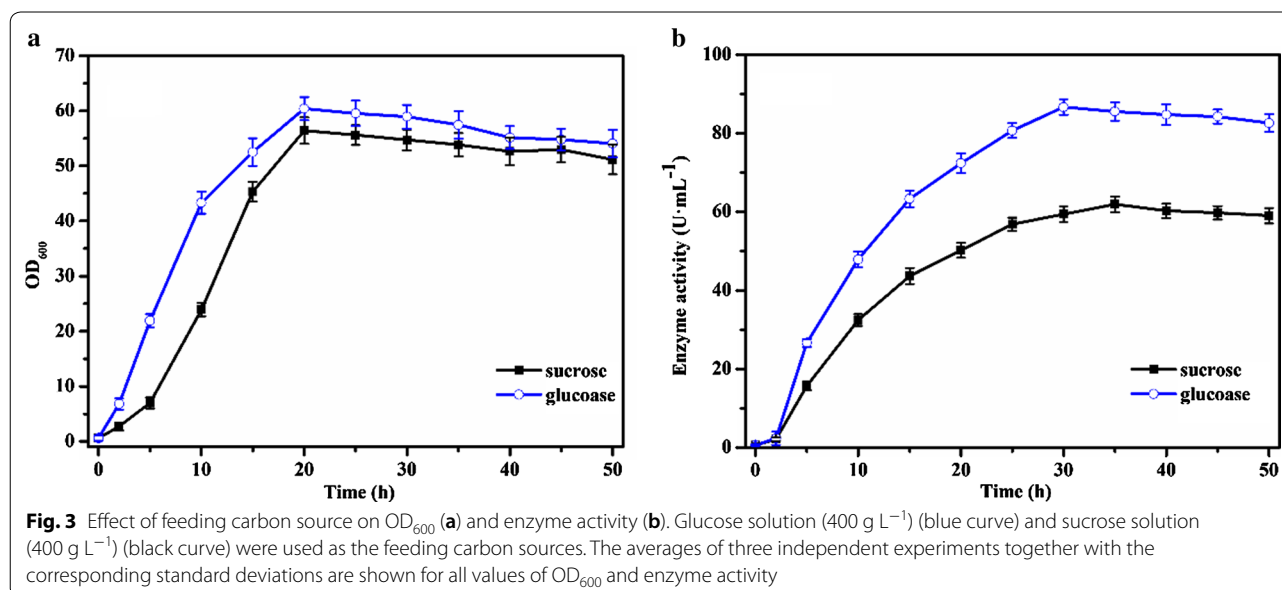 a
70
60
50
40
30
20
10
0
OD₆₀₀
sucrose
glucoase
0 10 20 30 40 50
Time (h)
b
100
80
60
40
20
0
Enzyme activity (U·mL⁻¹)
sucrose
glucoase
0 10 20 30 40 50
Time (h)
Fig. 3 Effect of feeding carbon source on OD₆₀₀ (a) and enzyme activity (b). Glucose solution (400 g L⁻¹) (blue curve) and sucrose solution
(400 g L⁻¹) (black curve) were used as the feeding carbon sources. The averages of three independent experiments together with the
corresponding standard deviations are shown for all values of OD₆₀₀ and enzyme activity